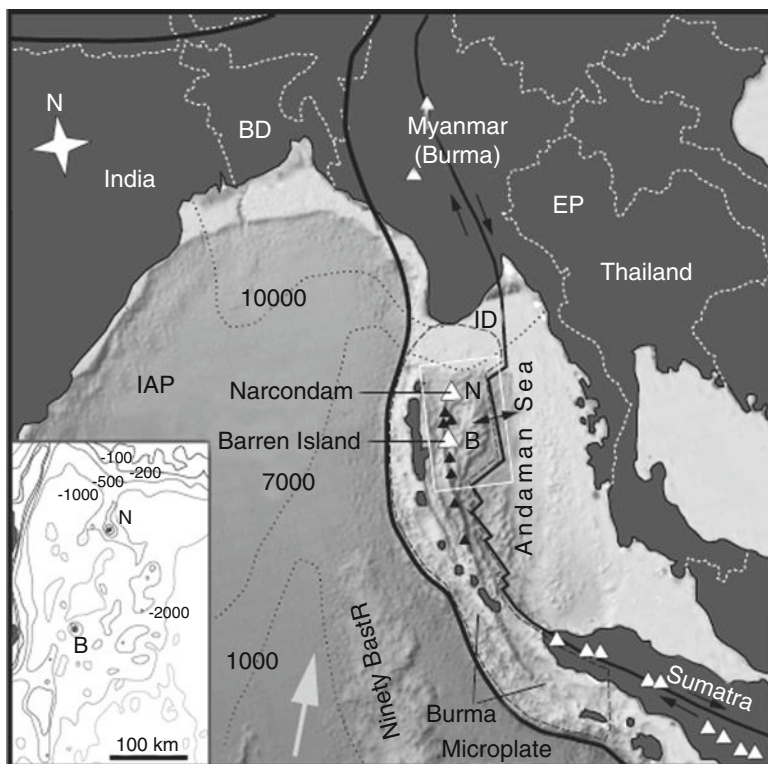 N
BD
India
Myanmar
(Burma)
EP
Thailand
10000
ID
IAP
Narcondam
N
Barren Island
B
Andaman Sea
7000
-100
-200
-500
-1000
N
-2000
B
100 km
1000
Ninety BastR
Burma
Microplate
Sumatra